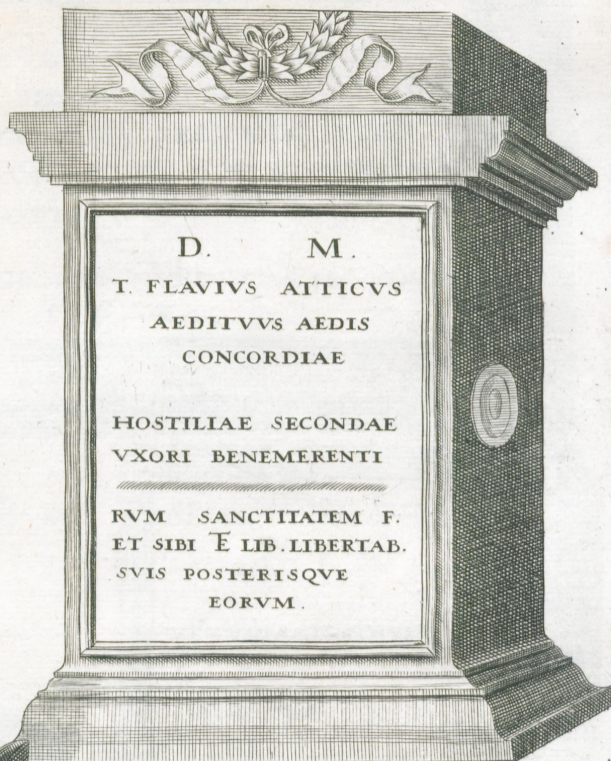 D. M.
T. FLAVIVS ATTICVS
AEDITVVS AEDIS
CONCORDIAE
HOSTILIAE SECONDAE
VXORI BENEMERENTI
RVM SANCTITATEM F.
ET SIBI T̅E LIB. LIBERTAB.
SVIS POSTERISQVE
EORVM.